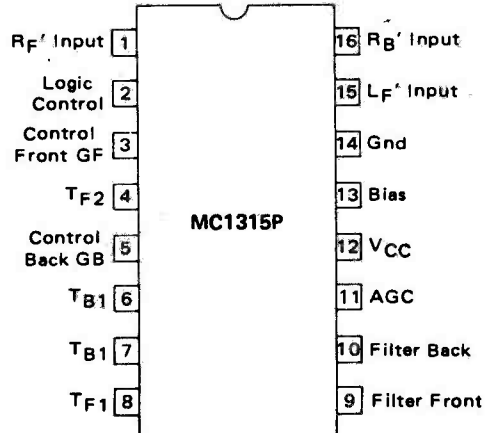 RF' Input 1
Logic
Control 2
Control
Front GF 3
TF2 4
Control
Back GB 5
TB1 6
TB1 7
TF1 8
MC1315P
16 RB' Input
15 LF' Input
14 Gnd
13 Bias
12 VCC
11 AGC
10 Filter Back
9 Filter Front